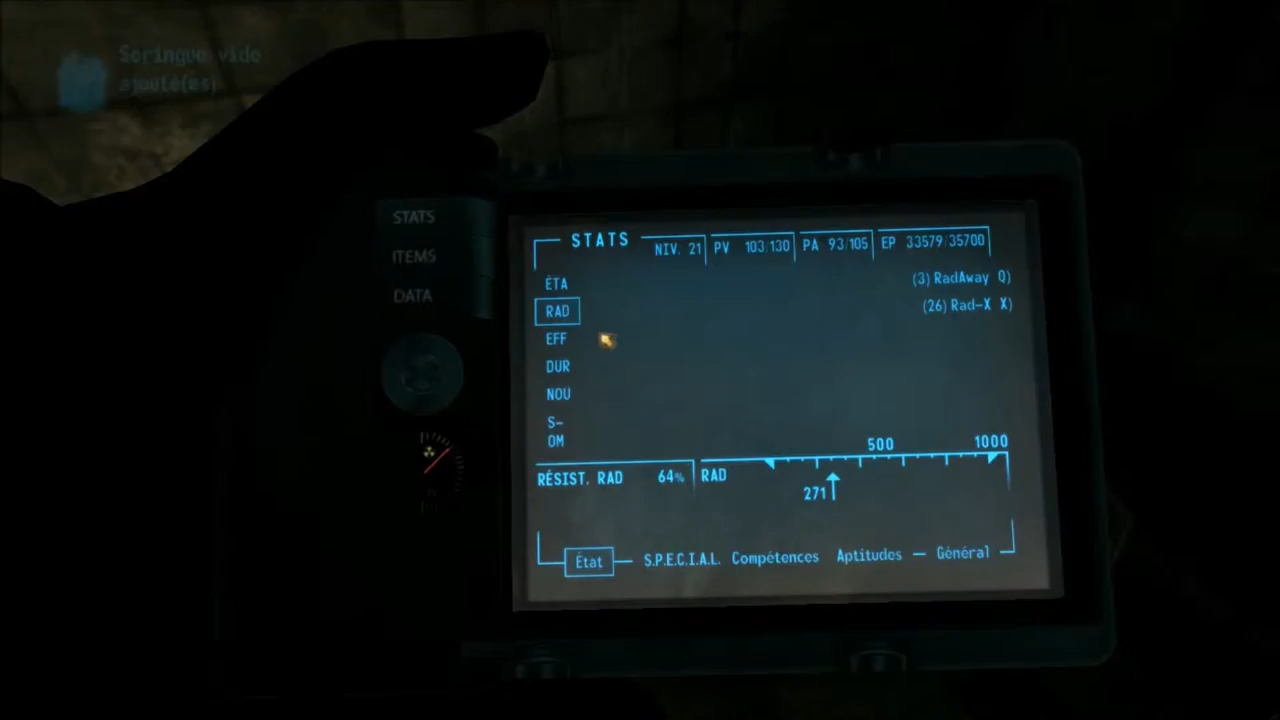 Seringue vide
ajouté(es)
STATS
ITEMS
DATA
STATS NIV. 21 PV 103/130 PA 93/105 EP 33579/35700
ÉTA
RAD
EFF
DUR
NOU
S-
OM
(3) RadAway Q)
(26) Rad-X X)
500 1000
RÉSIST. RAD 64% RAD
271
État S.P.E.C.I.A.L. Compétences Aptitudes Général